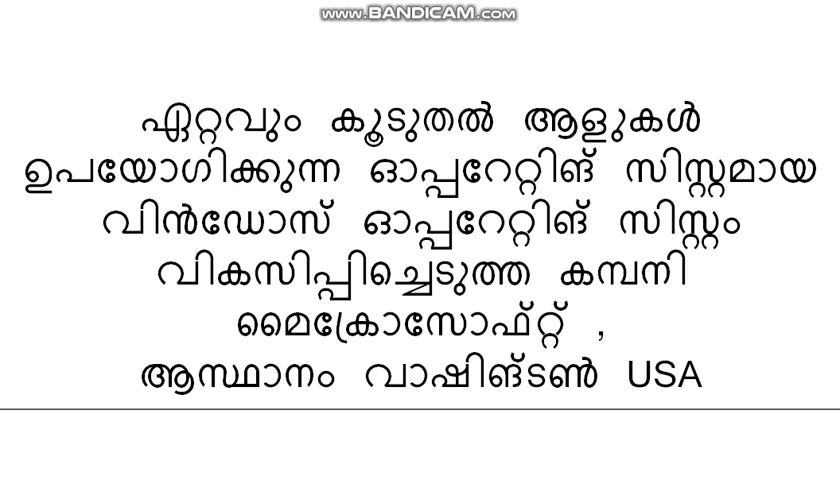 www.BANDICAM.com
ഏറ്റവും കൂടുതൽ ആളുകൾ
ഉപയോഗിക്കുന്ന ഓപ്പറേറ്റിങ് സിസ്റ്റമായ
വിൻഡോസ് ഓപ്പറേറ്റിങ് സിസ്റ്റം
വികസിപ്പിച്ചെടുത്ത കമ്പനി
മൈക്രോസോഫ്റ്റ് ,
ആസ്ഥാനം വാഷിങ്ടൺ USA